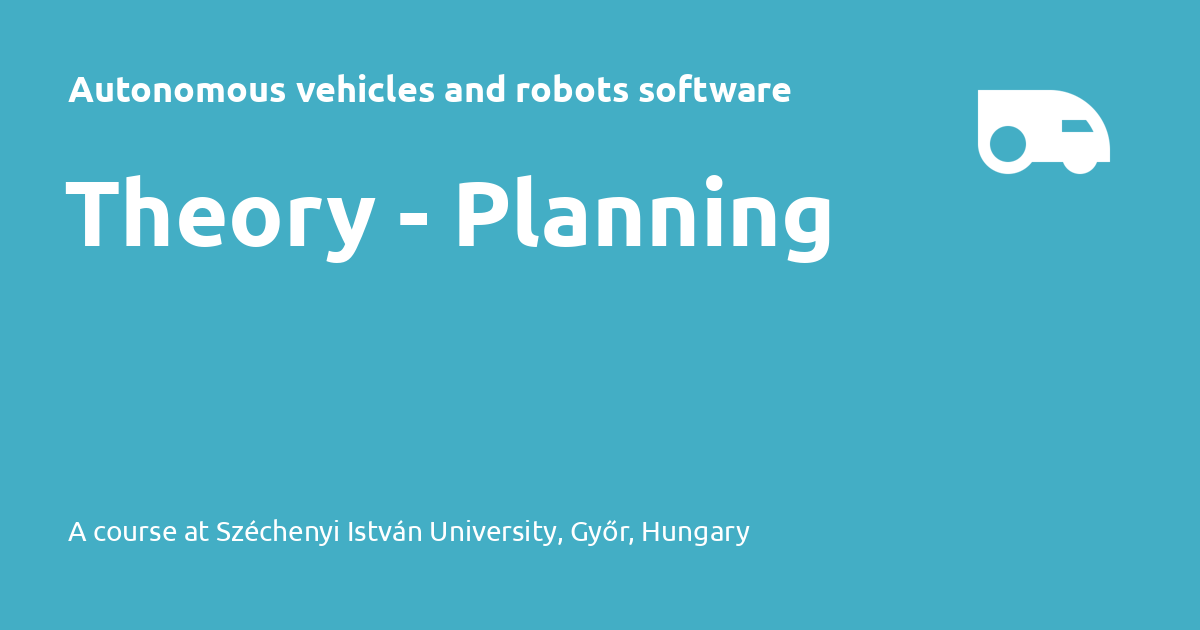 Autonomous vehicles and robots software
Theory - Planning
A course at Széchenyi István University, Győr, Hungary